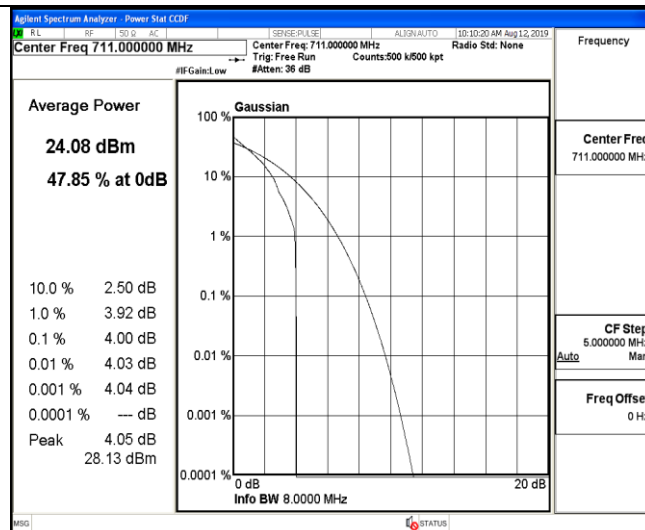 Agilent Spectrum Analyzer - Power Stat CCDF
RL RF 50 Ω AC SENSE:PULSE ALIGN AUTO 10:10:20 AM Aug 12, 2019
Center Freq 711.000000 MHz
Center Freq: 711.000000 MHz Radio Std: None
Trig: Free Run Counts:500 k/500 kpt
#IFGain:Low #Atten: 36 dB
Frequency
Average Power
24.08 dBm
47.85 % at 0dB
10.0 % 2.50 dB
1.0 % 3.92 dB
0.1 % 4.00 dB
0.01 % 4.03 dB
0.001 % 4.04 dB
0.0001 % --- dB
Peak 4.05 dB
28.13 dBm
Gaussian
100 %
10 %
1 %
0.1 %
0.01 %
0.001 %
0.0001 %
0 dB 20 dB
Info BW 8.0000 MHz
Center Freq
711.000000 MHz
CF Step
5.000000 MHz
Auto Man
Freq Offse
0 Hz
MSG STATUS